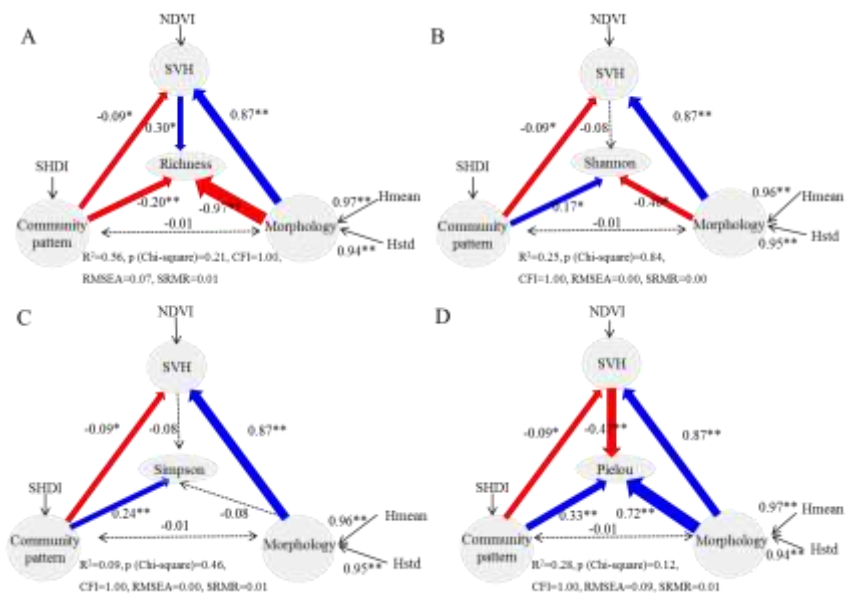 A
NDVI
SVH
-0.09*
0.30*
0.87**
Richness
SHDI
-0.20**
0.97**
Hmean
Community
pattern
-0.01
Morphology
0.94**
Hstd
R²=0.56, p (Chi-square)=0.21, CFI=1.00,
RMSEA=0.07, SRMR=0.01
B
NDVI
SVH
-0.09*
-0.08
0.87**
Shannon
SHDI
0.17*
0.96**
Hmean
Community
pattern
-0.01
Morphology
0.95**
Hstd
R²=0.25, p (Chi-square)=0.84,
CFI=1.00, RMSEA=0.00, SRMR=0.00
C
NDVI
SVH
-0.09*
-0.08
0.87**
Simpson
SHDI
0.24**
-0.08
0.96**
Hmean
Community
pattern
-0.01
Morphology
0.95**
Hstd
R²=0.09, p (Chi-square)=0.46,
CFI=1.00, RMSEA=0.00, SRMR=0.01
D
NDVI
SVH
-0.09*
0.87**
Pielou
SHDI
0.33**
0.72**
0.97**
Hmean
Community
pattern
-0.01
Morphology
0.94**
Hstd
R²=0.28, p (Chi-square)=0.12,
CFI=1.00, RMSEA=0.09, SRMR=0.01